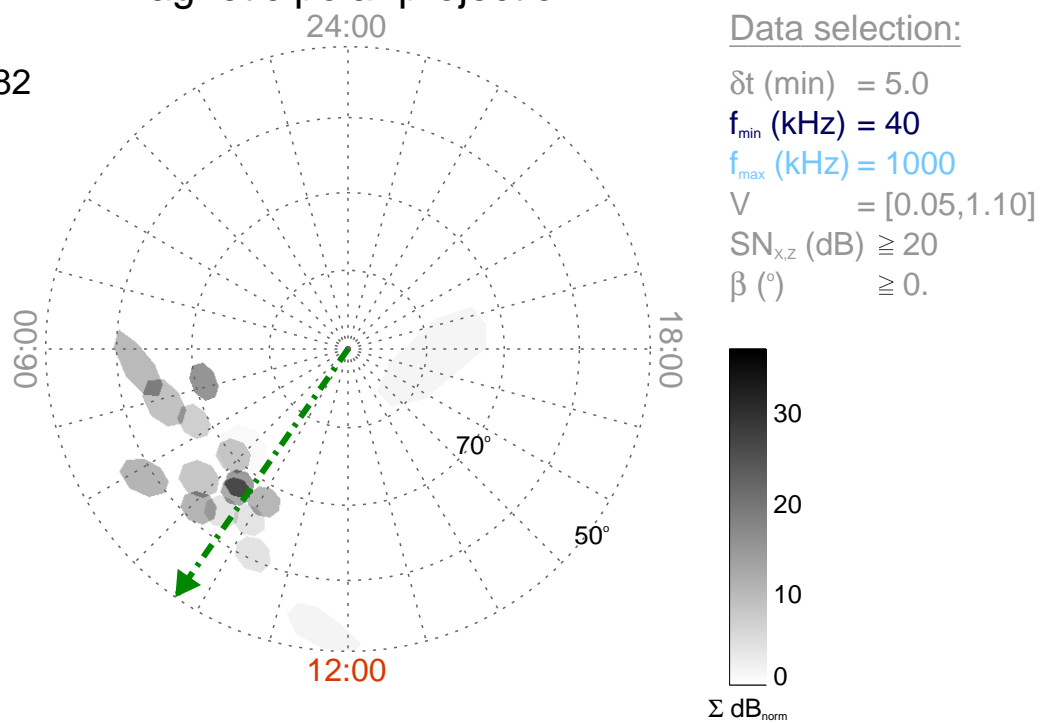 24:00
Data selection:
82
δt (min) = 5.0
f_min (kHz) = 40
f_max (kHz) = 1000
V = [0.05,1.10]
SN_x,z (dB) ≧ 20
β (°) ≧ 0.
06:00
18:00
70°
50°
12:00
30
20
10
0
Σ dB_norm